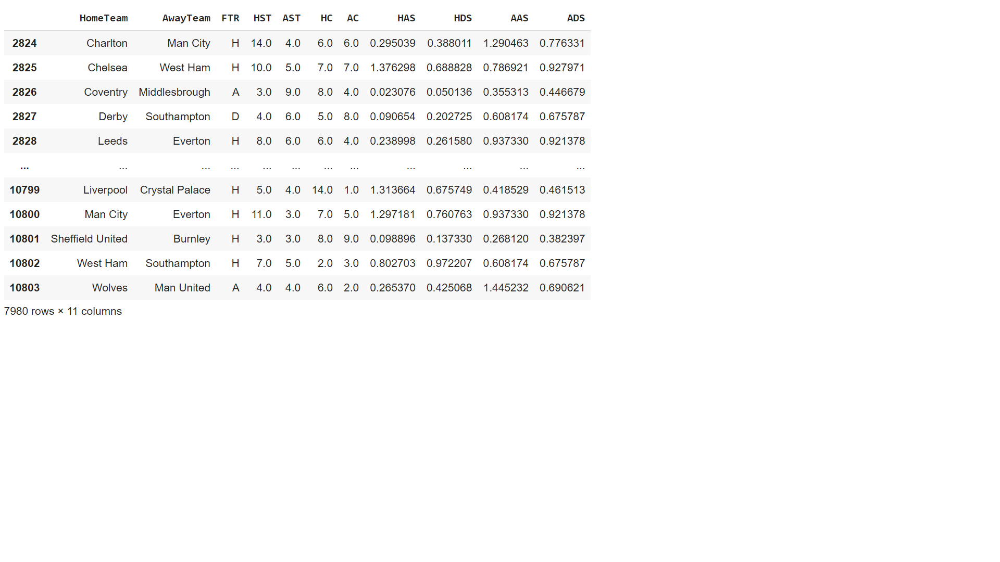 HomeTeam AwayTeam FTR HST AST HC AC HAS HDS AAS ADS
2824 Charlton Man City H 14.0 4.0 6.0 6.0 0.295039 0.388011 1.290463 0.776331
2825 Chelsea West Ham H 10.0 5.0 7.0 7.0 1.376298 0.688828 0.786921 0.927971
2826 Coventry Middlesbrough A 3.0 9.0 8.0 4.0 0.023076 0.050136 0.355313 0.446679
2827 Derby Southampton D 4.0 6.0 5.0 8.0 0.090654 0.202725 0.608174 0.675787
2828 Leeds Everton H 8.0 6.0 6.0 4.0 0.238998 0.261580 0.937330 0.921378
... ... ... ... ... ... ... ... ... ... ... ...
10799 Liverpool Crystal Palace H 5.0 4.0 14.0 1.0 1.313664 0.675749 0.418529 0.461513
10800 Man City Everton H 11.0 3.0 7.0 5.0 1.297181 0.760763 0.937330 0.921378
10801 Sheffield United Burnley H 3.0 3.0 8.0 9.0 0.098896 0.137330 0.268120 0.382397
10802 West Ham Southampton H 7.0 5.0 2.0 3.0 0.802703 0.972207 0.608174 0.675787
10803 Wolves Man United A 4.0 4.0 6.0 2.0 0.265370 0.425068 1.445232 0.690621
7980 rows × 11 columns